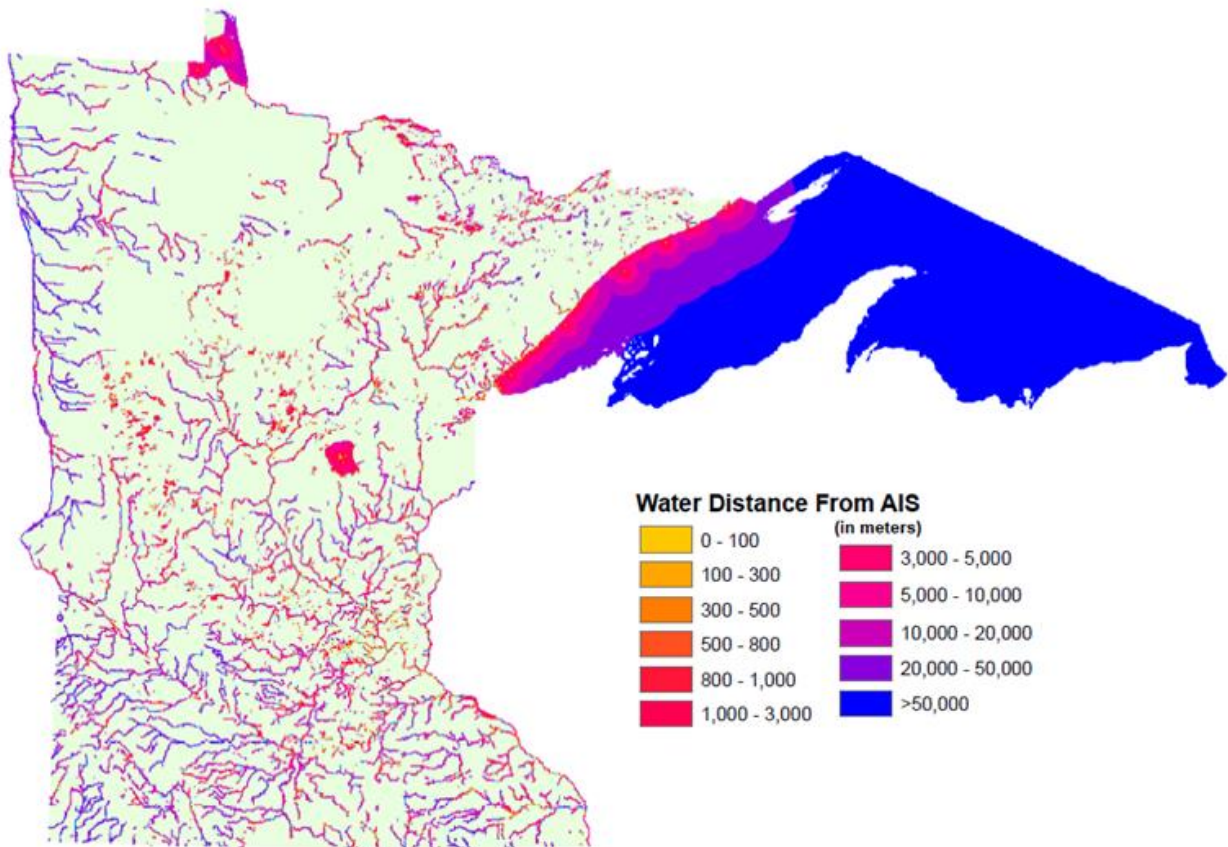 Water Distance From AIS
(in meters)
0 - 100
100 - 300
300 - 500
500 - 800
800 - 1,000
1,000 - 3,000
3,000 - 5,000
5,000 - 10,000
10,000 - 20,000
20,000 - 50,000
>50,000